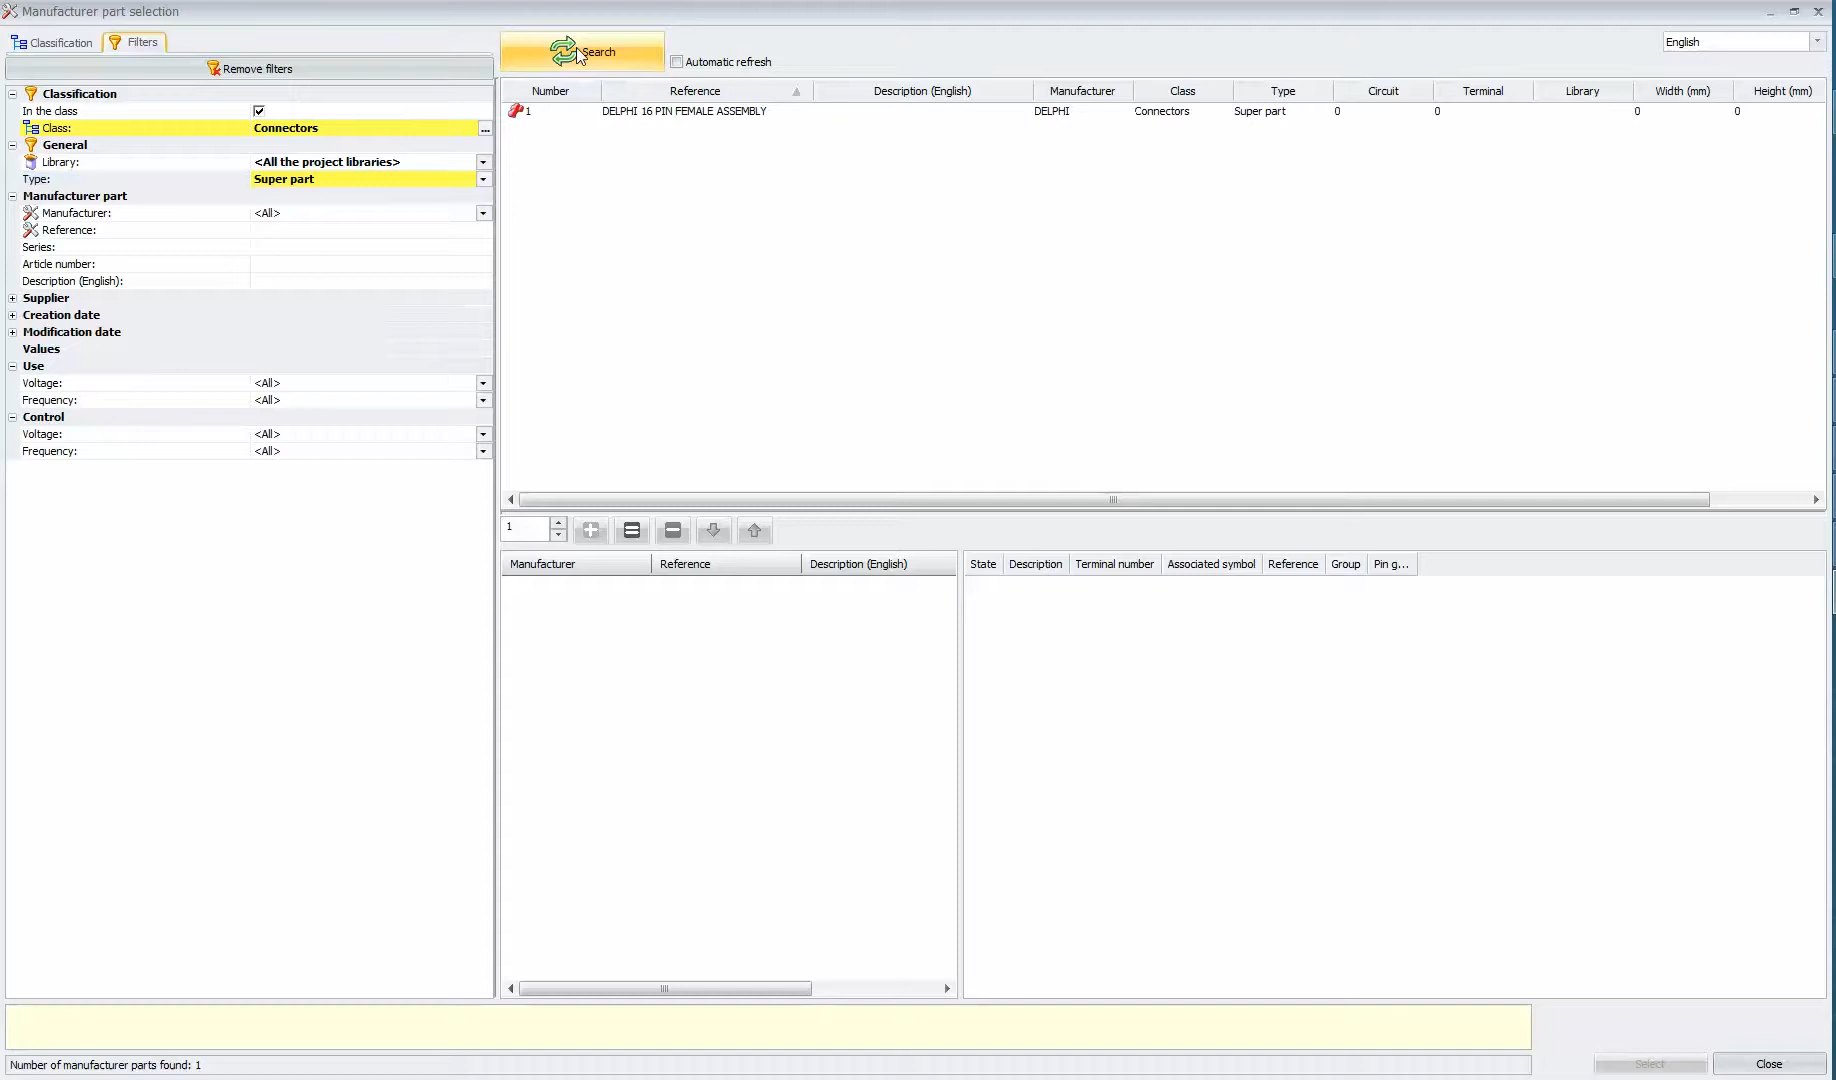 Manufacturer part selection
Classification Filters
Remove filters
Search
Automatic refresh
English
Classification
In the class
Class: Connectors ...
General
Library: <All the project libraries>
Type: Super part
Manufacturer part
Manufacturer: <All>
Reference:
Series:
Article number:
Description (English):
Supplier
Creation date
Modification date
Values
Use
Voltage: <All>
Frequency: <All>
Control
Voltage: <All>
Frequency: <All>
Number Reference Description (English) Manufacturer Class Type Circuit Terminal Library Width (mm) Height (mm)
1 DELPHI 16 PIN FEMALE ASSEMBLY DELPHI Connectors Super part 0 0 0 0
1
Manufacturer Reference Description (English)
State Description Terminal number Associated symbol Reference Group Pin g...
Number of manufacturer parts found: 1
Select Close